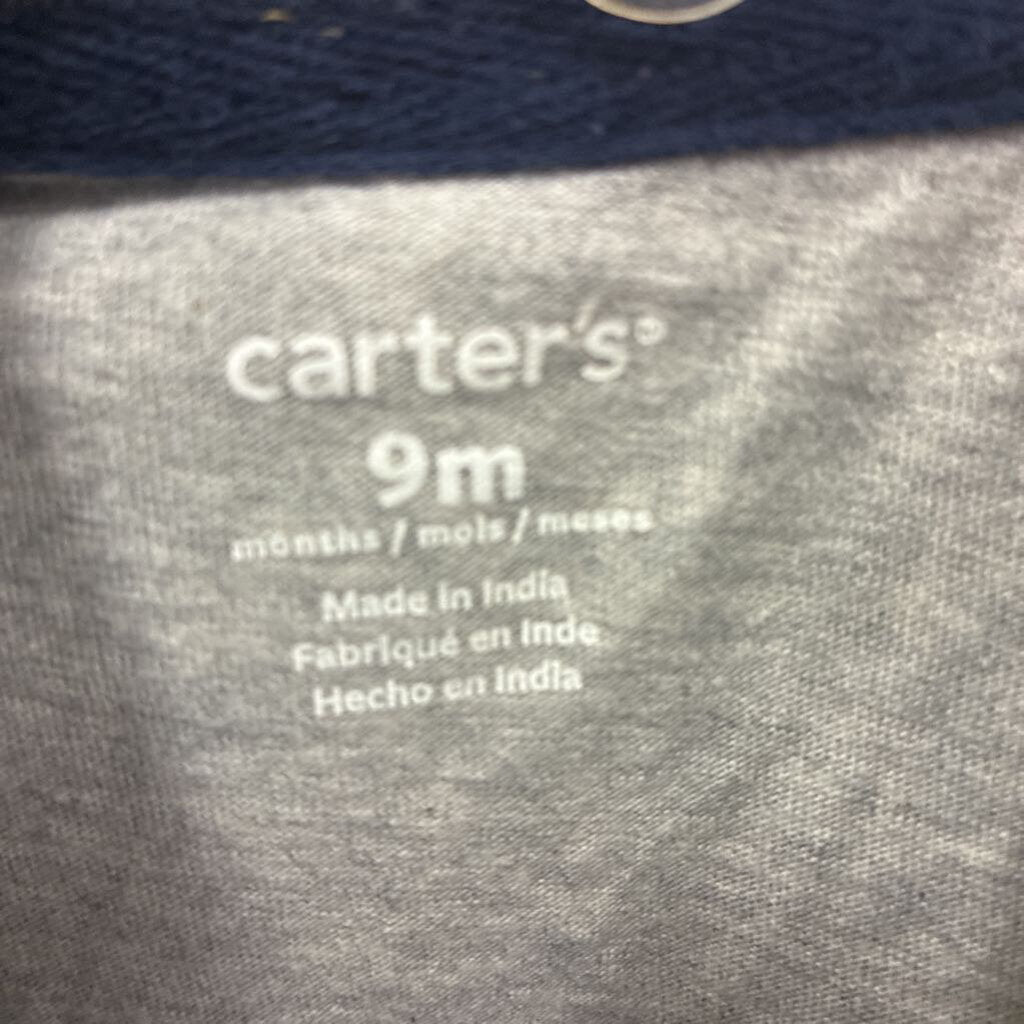 carter's®
9m
months / mois / meses
Made in India
Fabriqué en Inde
Hecho en India